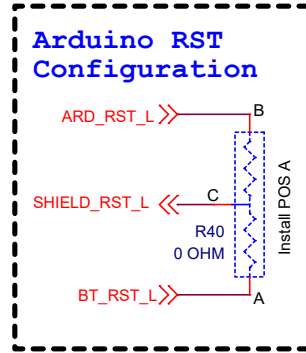 Arduino RST
Configuration
ARD_RST_L
B
SHIELD_RST_L
C
R40
0 OHM
Install POS A
BT_RST_L
A